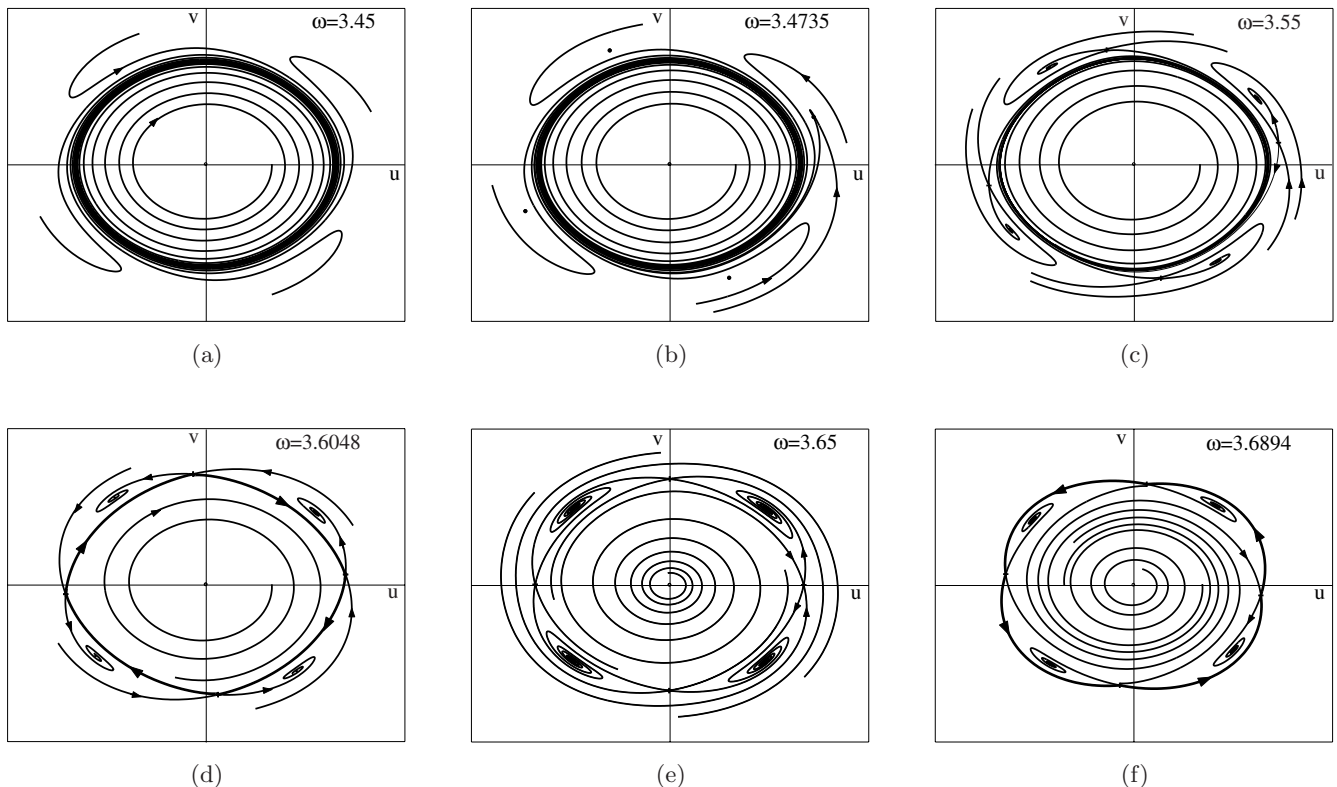 v ω=3.45
u
(a)
v ω=3.4735
u
(b)
v ω=3.55
u
(c)
v ω=3.6048
u
(d)
v ω=3.65
u
(e)
v ω=3.6894
u
(f)